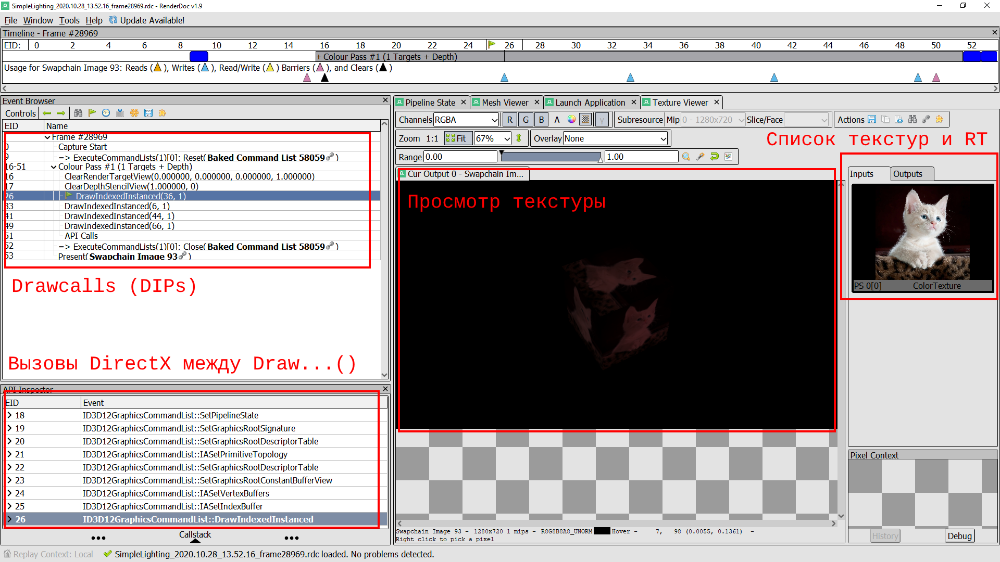 SimpleLighting_2020.10.28_13.52.16_frame28969.rdc - RenderDoc v1.9
File Window Tools Help Update Available!
Timeline - Frame #28969
EID: 0 2 4 6 8 10 12 14 16 18 20 22 24 26 28 30 32 34 36 38 40 42 44 46 48 50 52
+ Colour Pass #1 (1 Targets + Depth)
Usage for Swapchain Image 93: Reads ( ), Writes ( ), Read/Write ( ) Barriers ( ), and Clears ( )
Event Browser
Controls
EID Name
Frame #28969
0 Capture Start
9 => ExecuteCommandLists(1)[0]: Reset( Baked Command List 58059 )
16-51 Colour Pass #1 (1 Targets + Depth)
16 ClearRenderTargetView(0.000000, 0.000000, 0.000000, 1.000000)
17 ClearDepthStencilView(1.000000, 0)
26 DrawIndexedInstanced(36, 1)
33 DrawIndexedInstanced(6, 1)
41 DrawIndexedInstanced(44, 1)
49 DrawIndexedInstanced(66, 1)
51 API Calls
52 => ExecuteCommandLists(1)[0]: Close( Baked Command List 58059 )
53 Present( Swapchain Image 93 )
Drawcalls (DIPs)
Вызовы DirectX между Draw...()
API Inspector
EID Event
18 ID3D12GraphicsCommandList::SetPipelineState
19 ID3D12GraphicsCommandList::SetGraphicsRootSignature
20 ID3D12GraphicsCommandList::SetGraphicsRootDescriptorTable
21 ID3D12GraphicsCommandList::IASetPrimitiveTopology
22 ID3D12GraphicsCommandList::SetGraphicsRootDescriptorTable
23 ID3D12GraphicsCommandList::SetGraphicsRootConstantBufferView
24 ID3D12GraphicsCommandList::IASetVertexBuffers
25 ID3D12GraphicsCommandList::IASetIndexBuffer
26 ID3D12GraphicsCommandList::DrawIndexedInstanced
Callstack
Pipeline State Mesh Viewer Launch Application Texture Viewer
Channels RGBA R G B A γ Subresource Mip 0 - 1280x720 Slice/Face Actions
Zoom 1:1 Fit 67% Overlay None
Список текстур и RT
Range 0.00 1.00
Cur Output 0 - Swapchain Im...
Просмотр текстуры
Inputs Outputs
PS 0[0] ColorTexture
Pixel Context
History Debug
Swapchain Image 93 - 1280x720 1 mips - R8G8B8A8_UNORM Hover - 7, 98 (0.0055, 0.1361) -
Right click to pick a pixel
Replay Context: Local SimpleLighting_2020.10.28_13.52.16_frame28969.rdc loaded. No problems detected.